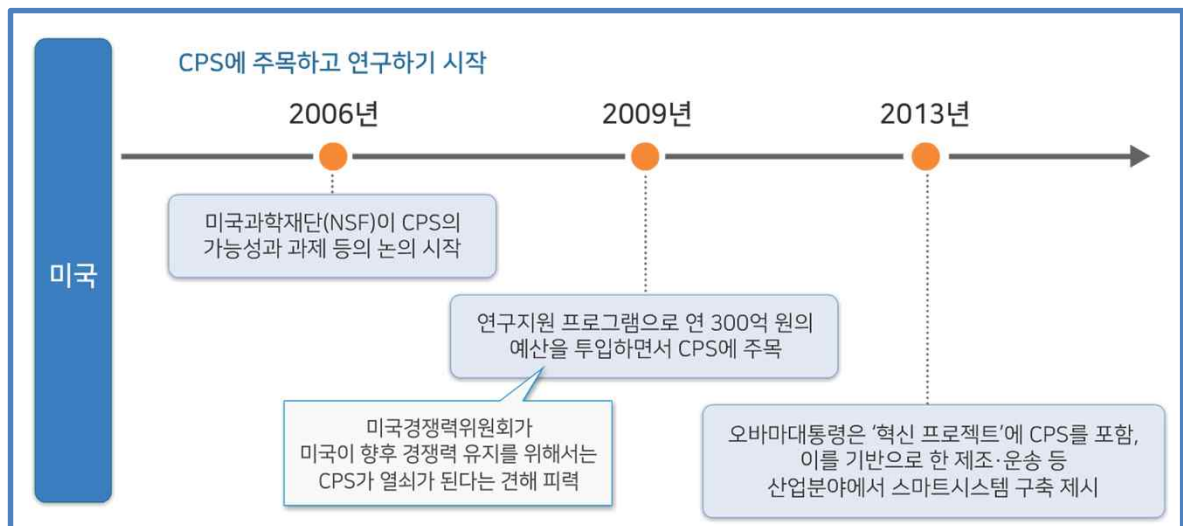 미국
CPS에 주목하고 연구하기 시작
2006년
2009년
2013년
미국과학재단(NSF)이 CPS의
가능성과 과제 등의 논의 시작
연구지원 프로그램으로 연 300억 원의
예산을 투입하면서 CPS에 주목
미국경쟁력위원회가
미국이 향후 경쟁력 유지를 위해서는
CPS가 열쇠가 된다는 견해 피력
오바마대통령은 ‘혁신 프로젝트’에 CPS를 포함,
이를 기반으로 한 제조·운송 등
산업분야에서 스마트시스템 구축 제시